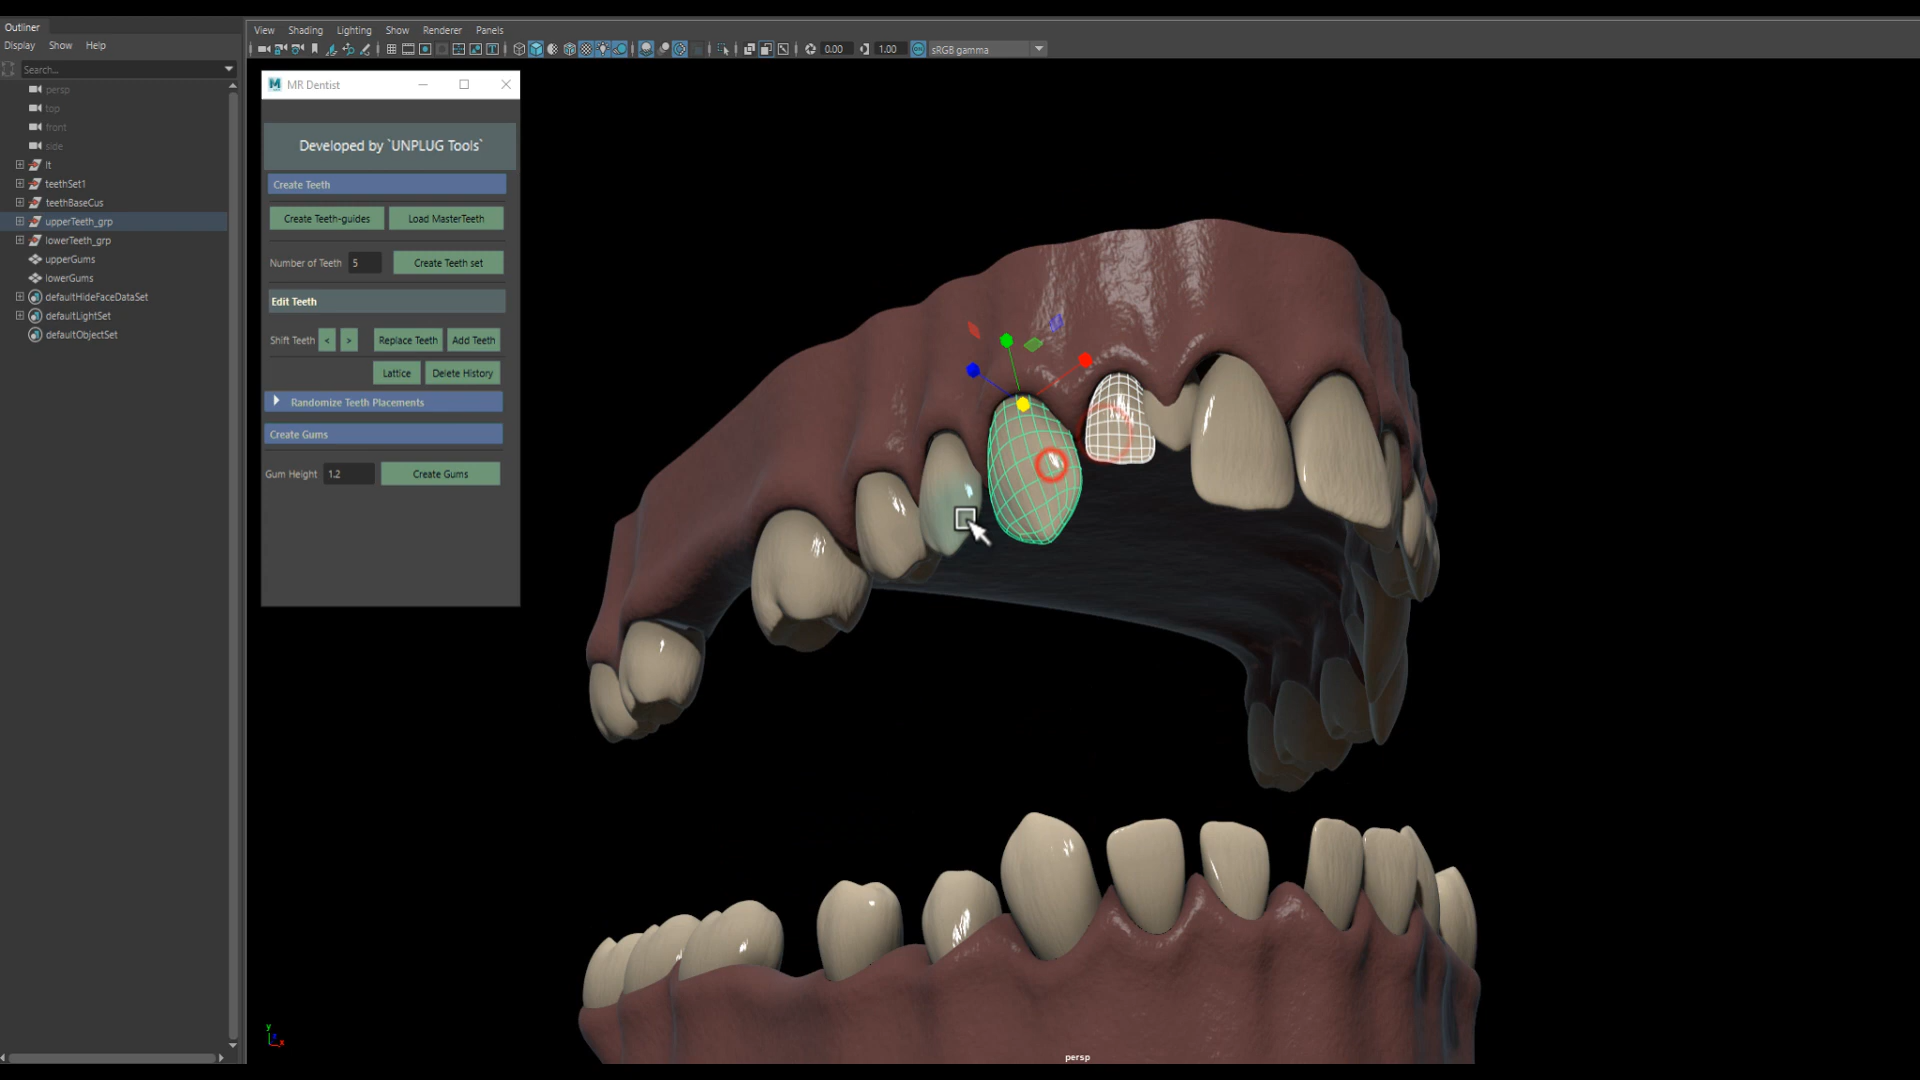 Outliner
Display Show Help
Search...
persp
top
front
side
lt
teethSet1
teethBaseCus
upperTeeth_grp
lowerTeeth_grp
upperGums
lowerGums
defaultHideFaceDataSet
defaultLightSet
defaultObjectSet
View Shading Lighting Show Renderer Panels
0.00 1.00 sRGB gamma
MR Dentist
Developed by `UNPLUG Tools`
Create Teeth
Create Teeth-guides Load MasterTeeth
Number of Teeth 5 Create Teeth set
Edit Teeth
Shift Teeth < > Replace Teeth Add Teeth
Lattice Delete History
Randomize Teeth Placements
Create Gums
Gum Height 1.2 Create Gums
y
x
persp